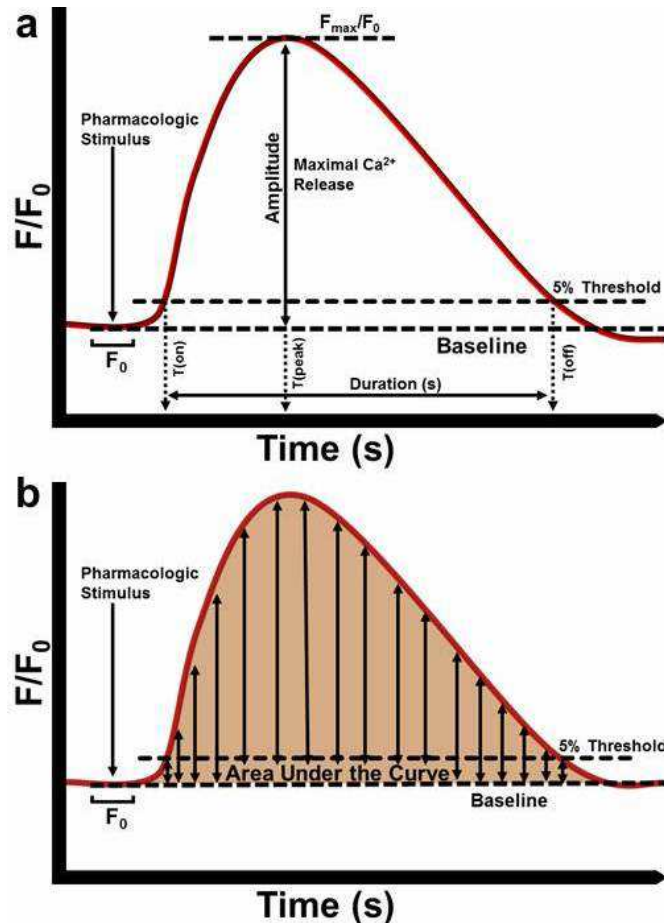 a
F/F₀
Fmax/F₀
Pharmacologic
Stimulus
Amplitude
Maximal Ca²⁺
Release
5% Threshold
Baseline
F₀
T(on)
T(peak)
T(off)
Duration (s)
Time (s)
b
F/F₀
Pharmacologic
Stimulus
5% Threshold
Area Under the Curve
Baseline
F₀
Time (s)